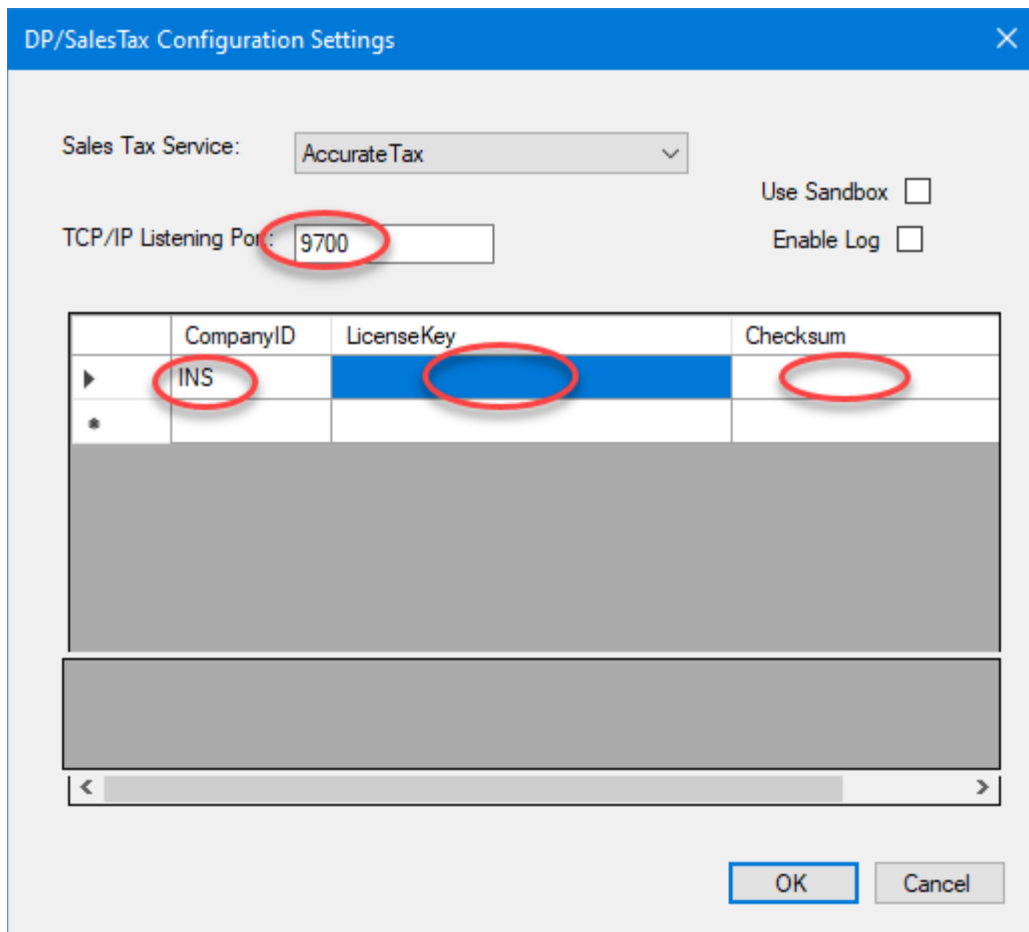 DP/SalesTax Configuration Settings
Sales Tax Service: AccurateTax
Use Sandbox
TCP/IP Listening Port: 9700
Enable Log
CompanyID LicenseKey Checksum
INS
OK Cancel